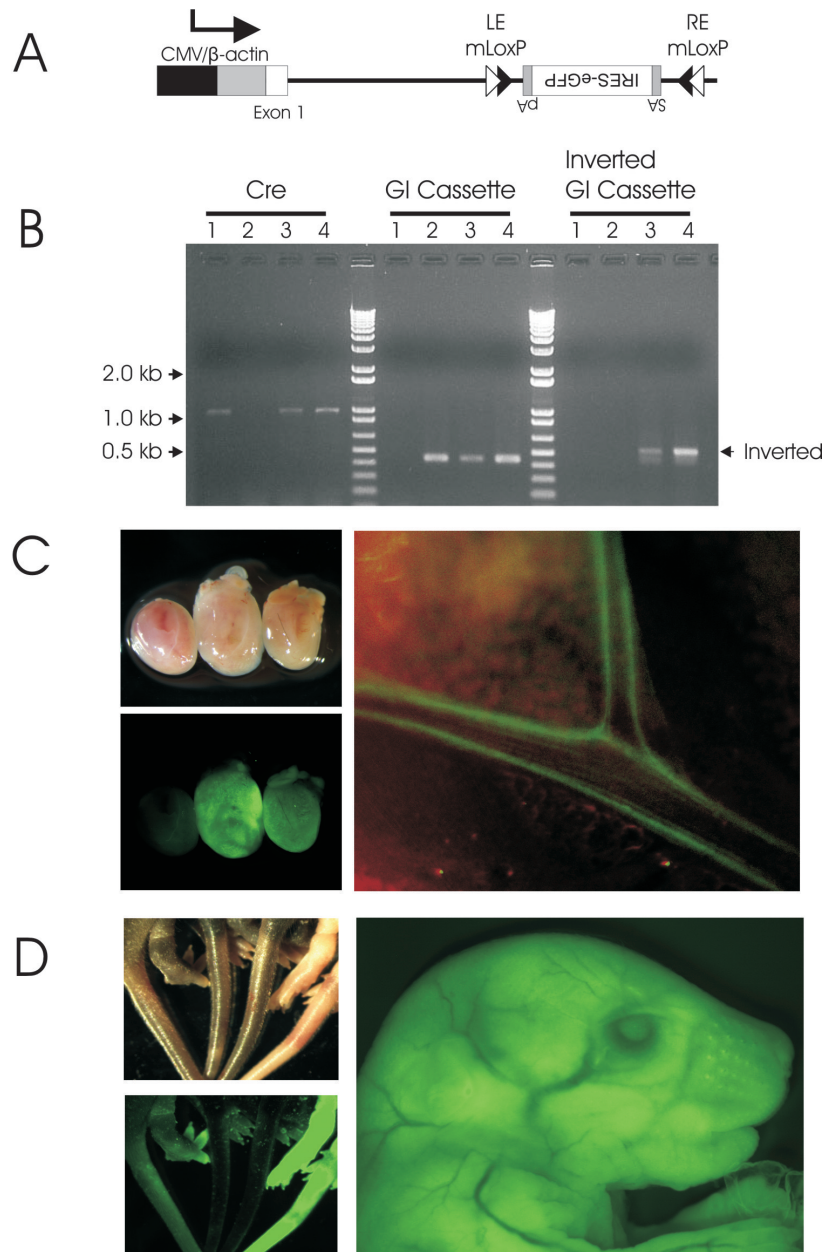 A
CMV/β-actin
Exon 1
LE
mLoxP
RE
mLoxP
pA
IRES-eGFP
SA
B
Cre
GI Cassette
Inverted
GI Cassette
1 2 3 4 1 2 3 4 1 2 3 4
2.0 kb
1.0 kb
0.5 kb
Inverted
C
D